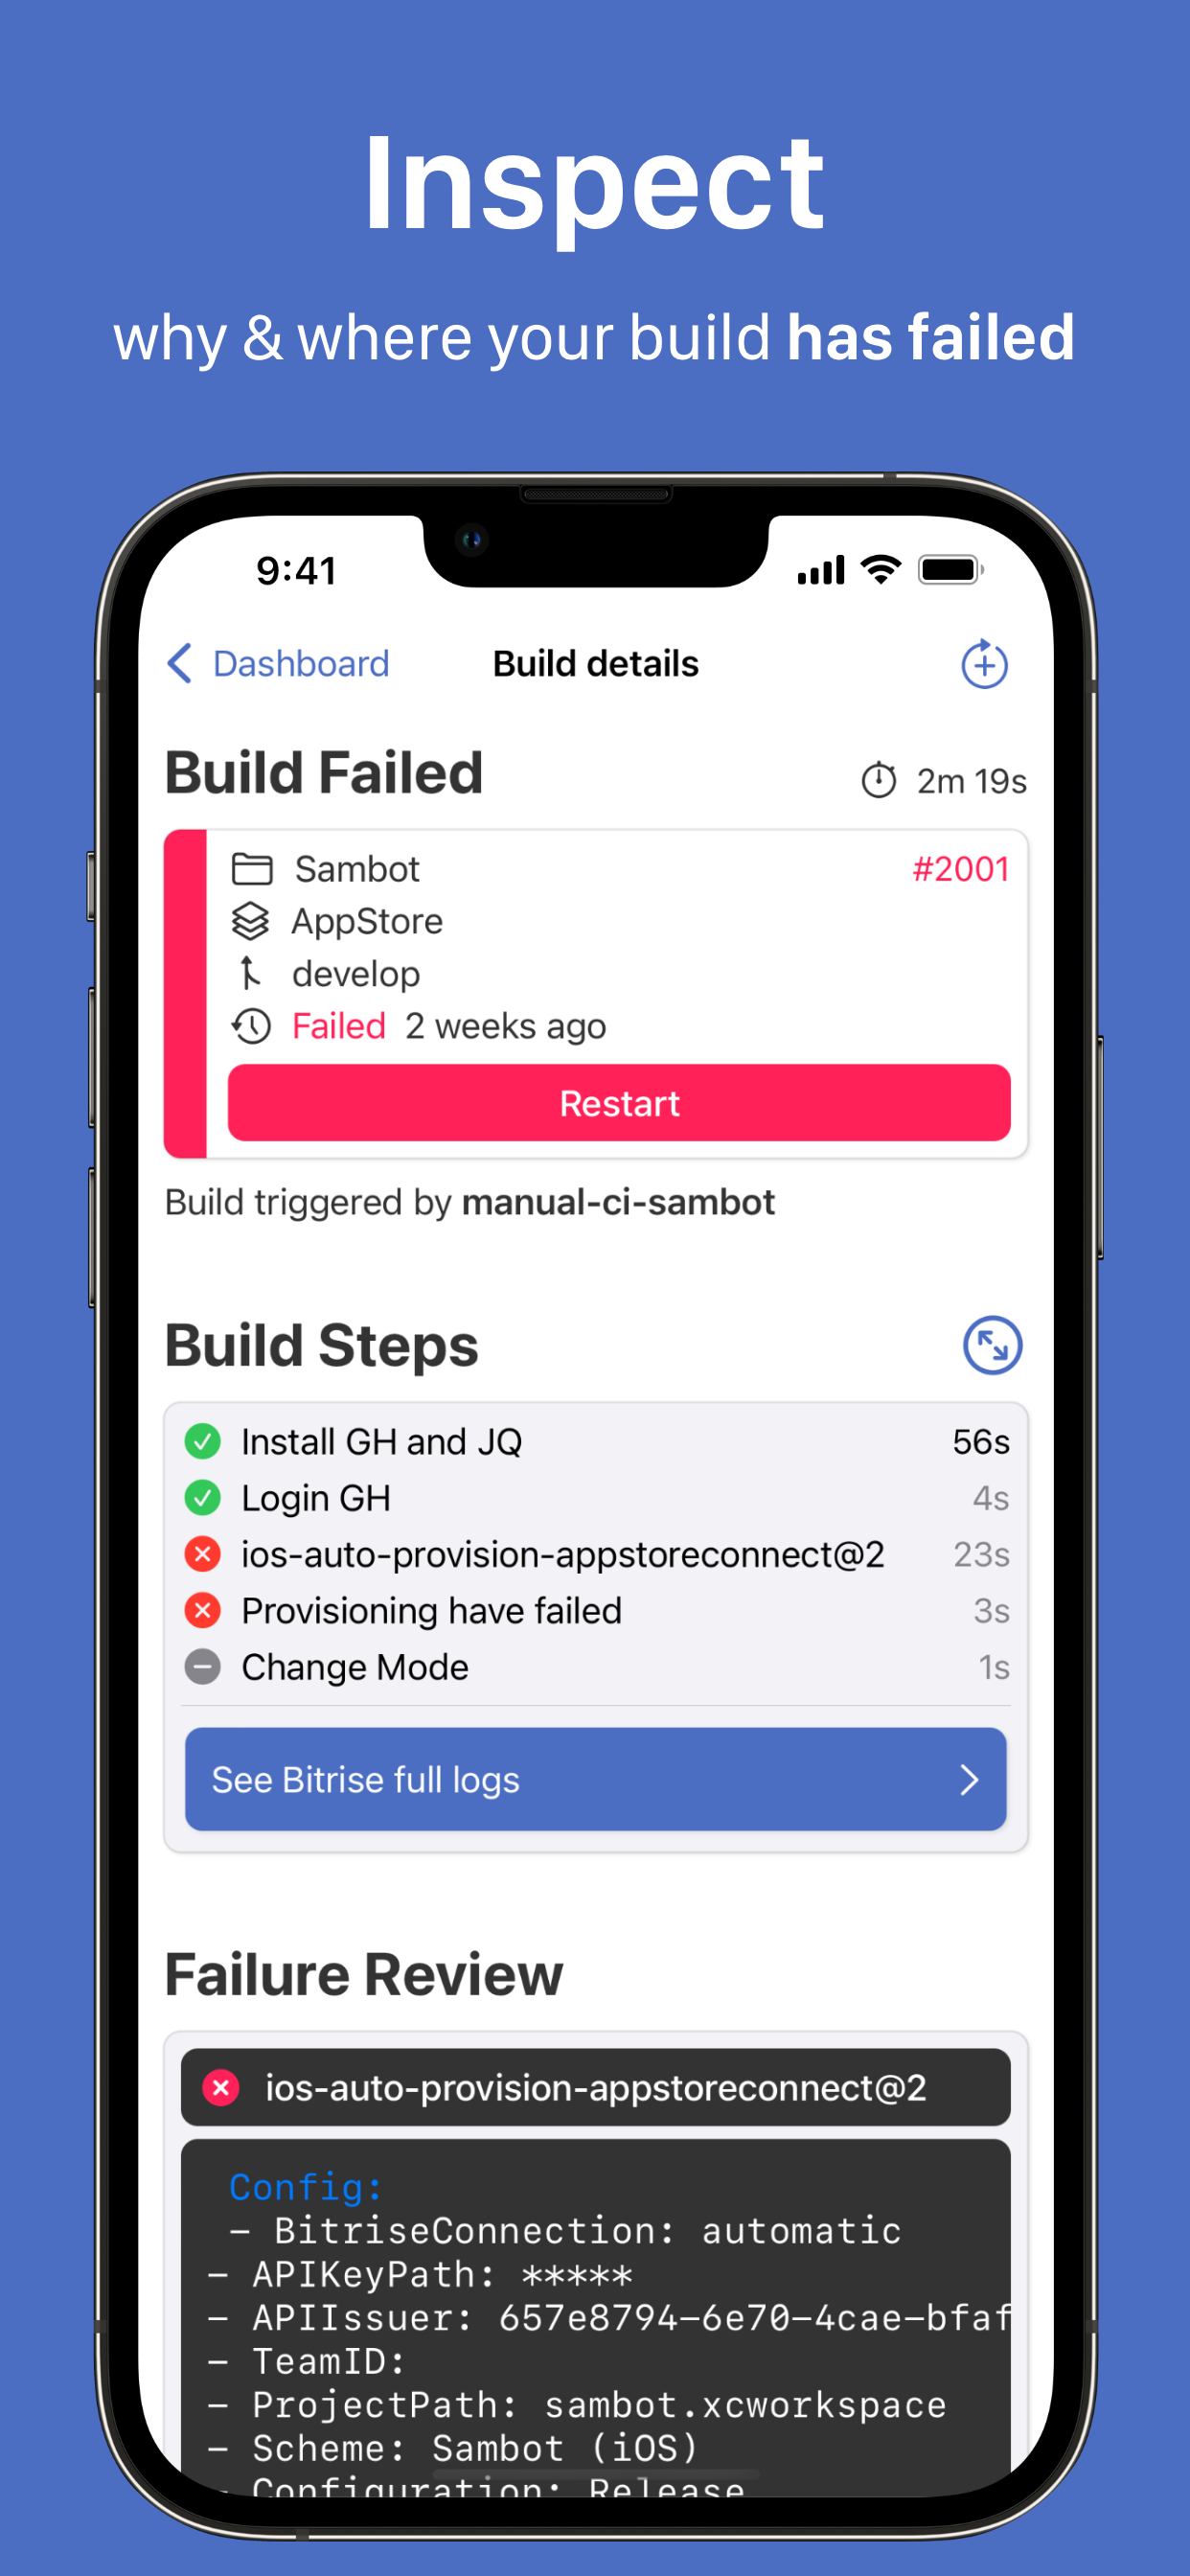 Inspect
why & where your build has failed
9:41
Dashboard Build details
Build Failed 2m 19s
Sambot #2001
AppStore
develop
Failed 2 weeks ago
Restart
Build triggered by manual-ci-sambot
Build Steps
Install GH and JQ 56s
Login GH 4s
ios-auto-provision-appstoreconnect@2 23s
Provisioning have failed 3s
Change Mode 1s
See Bitrise full logs
Failure Review
ios-auto-provision-appstoreconnect@2
Config:
- BitriseConnection: automatic
- APIKeyPath: *****
- APIIssuer: 657e8794-6e70-4cae-bfaf
- TeamID:
- ProjectPath: sambot.xcworkspace
- Scheme: Sambot (iOS)
- Configuration: Release